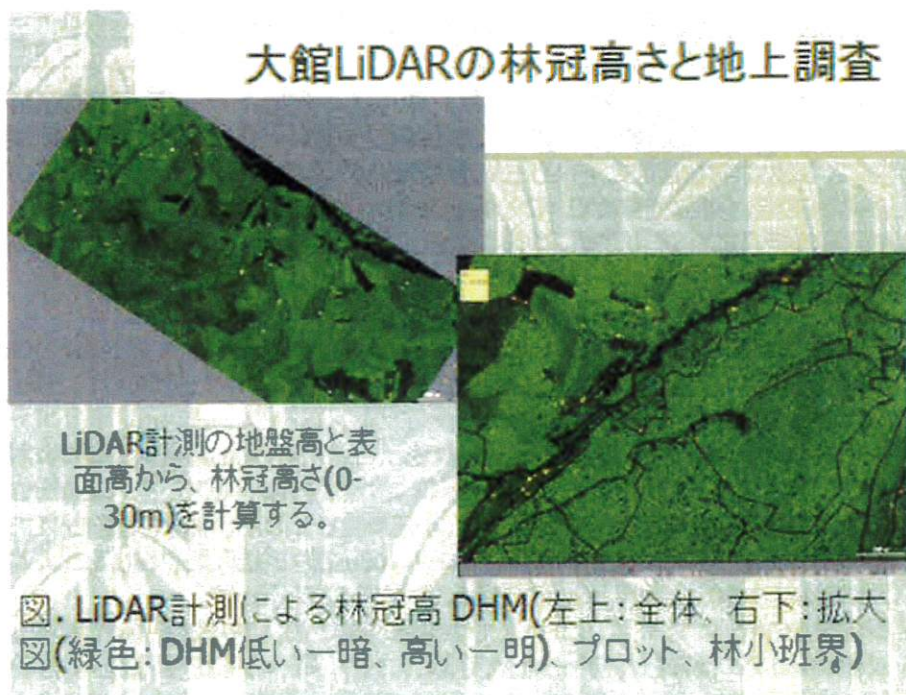 大館LiDARの林冠高さと地上調査
LiDAR計測の地盤高と表
面高から、林冠高さ(0-
30m)を計算する。
図. LiDAR計測による林冠高 DHM(左上:全体、右下:拡大
図(緑色:DHM低いー暗、高いー明)、プロット、林小班界。)